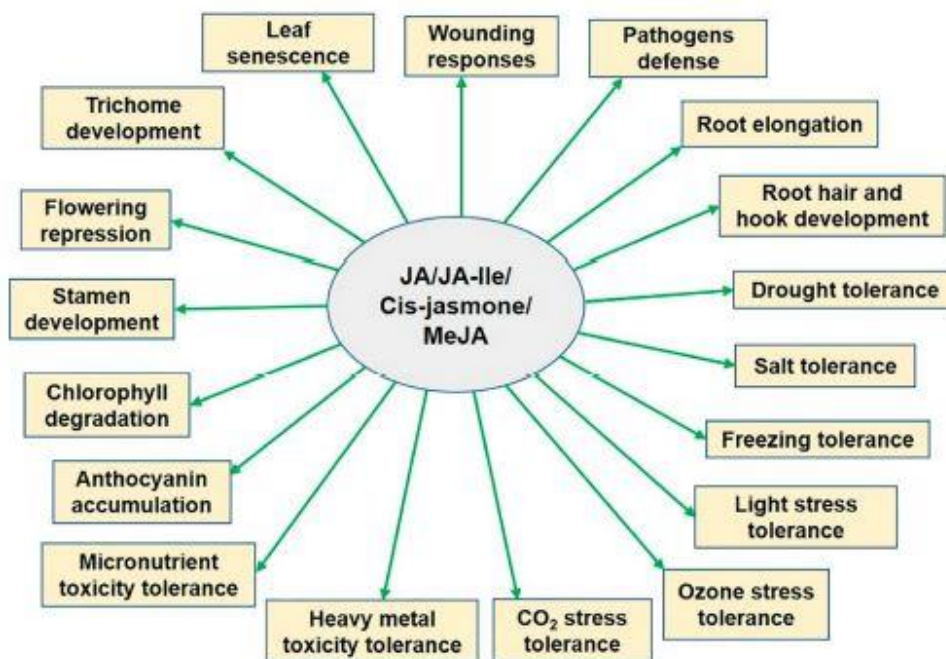 Leaf
senescence
Wounding
responses
Pathogens
defense
Trichome
development
Root elongation
Flowering
repression
Root hair and
hook development
JA/JA-Ile/
Cis-jasmone/
MeJA
Stamen
development
Drought tolerance
Salt tolerance
Chlorophyll
degradation
Freezing tolerance
Anthocyanin
accumulation
Light stress
tolerance
Micronutrient
toxicity tolerance
Ozone stress
tolerance
Heavy metal
toxicity tolerance
CO₂ stress
tolerance